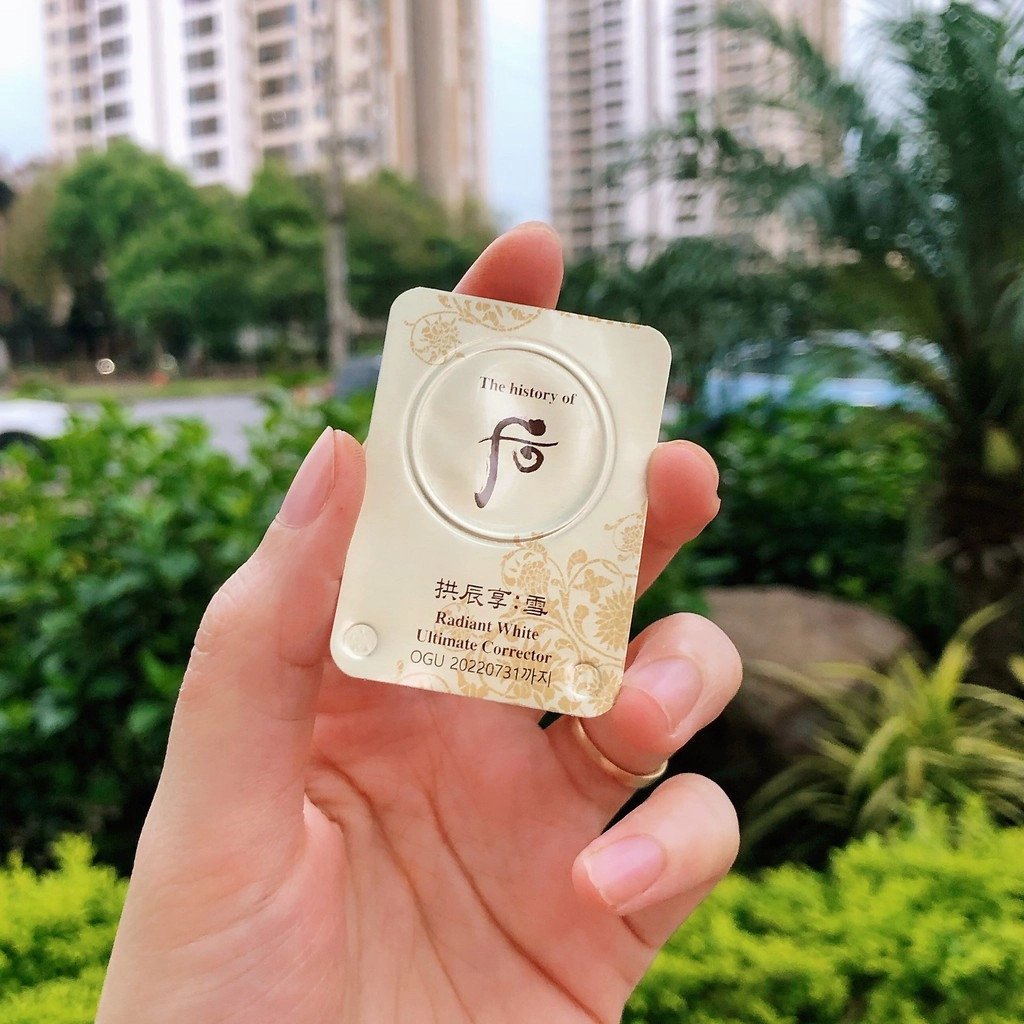 The history of
后
拱辰享:雪
Radiant White
Ultimate Corrector
OGU 20220731까지